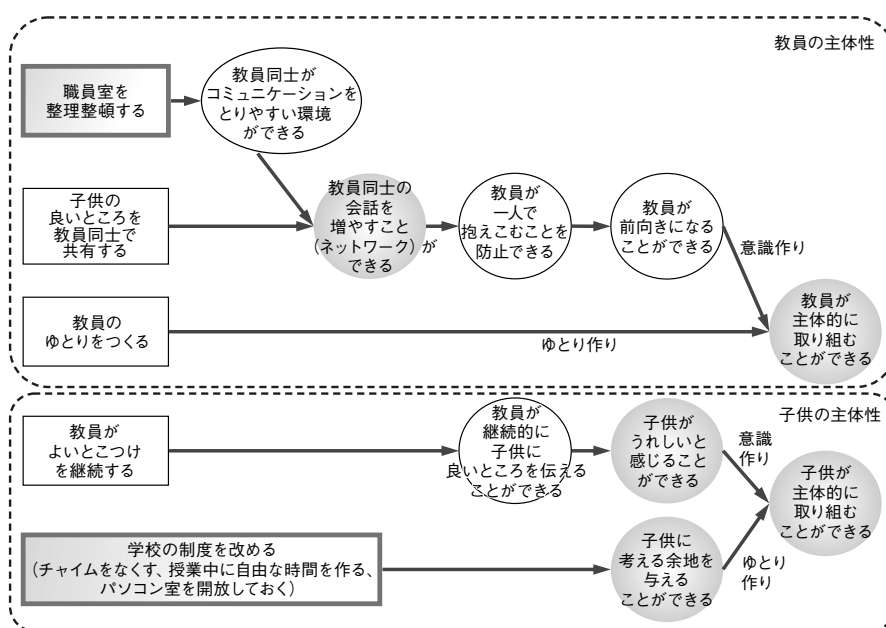 教員の主体性
職員室を
整理整頓する
教員同士が
コミュニケーションを
とりやすい環境
ができる
子供の
良いところを
教員同士で
共有する
教員同士の
会話を
増やすこと
（ネットワーク）が
できる
教員が
一人で
抱えこむことを
防止できる
教員が
前向きになる
ことができる
意識作り
教員の
ゆとりをつくる
ゆとり作り
教員が
主体的に
取り組む
ことができる
子供の主体性
教員が
よいとこつけ
を継続する
教員が
継続的に
子供に
良いところを伝える
ことができる
子供が
うれしいと
感じること
ができる
意識
作り
子供が
主体的に
取り組む
ことができる
学校の制度を改める
（チャイムをなくす、授業中に自由な時間を作る、
パソコン室を開放しておく）
子供に
考える余地を
与える
ことができる
ゆとり
作り